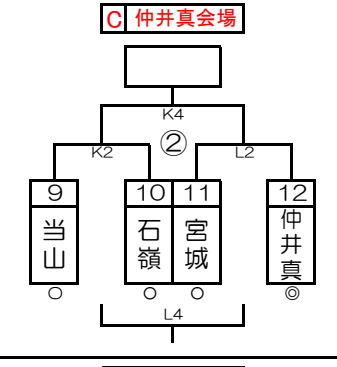 C 仲井真会場
K4
②
K2 L2
9 10 11 12
当山 石嶺 宮城 仲井真
○ ○ ○ ◎
L4